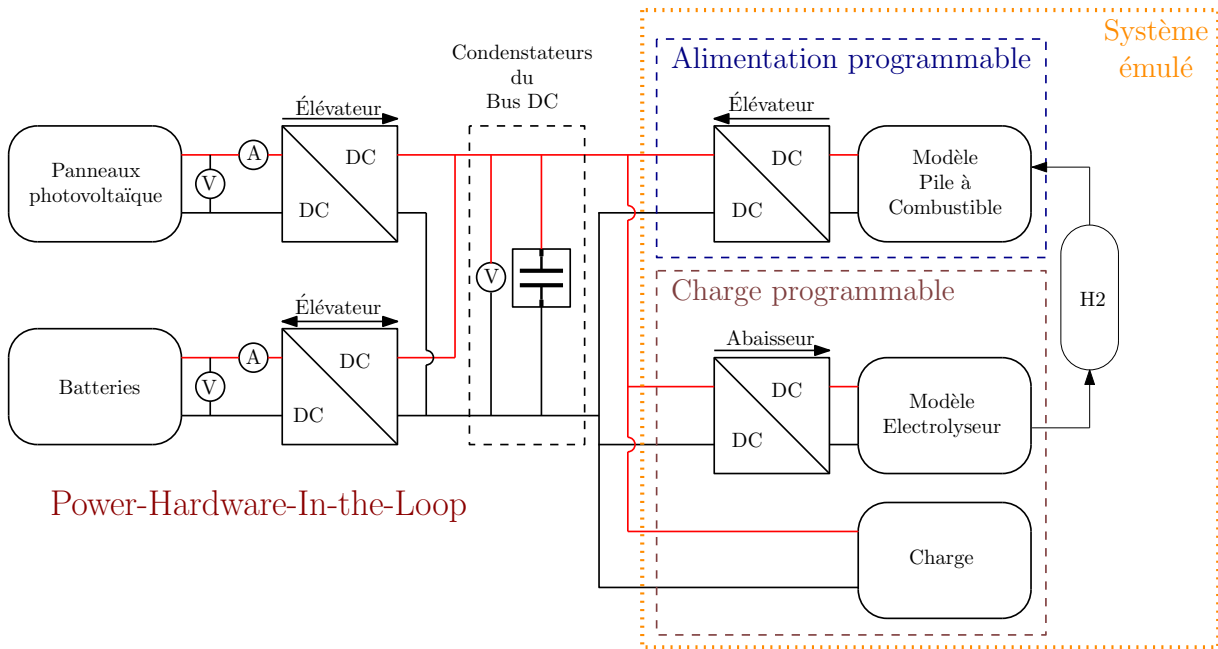 Système
émulé
Alimentation programmable
Condenstateurs
du
Bus DC
Élévateur
Élévateur
Panneaux
photovoltaïque
A
V
DC
DC
DC
DC
Modèle
Pile à
Combustible
V
H2
Charge programmable
Élévateur
Abaisseur
Batteries
A
V
DC
DC
DC
DC
Modèle
Electrolyseur
Power-Hardware-In-the-Loop
Charge